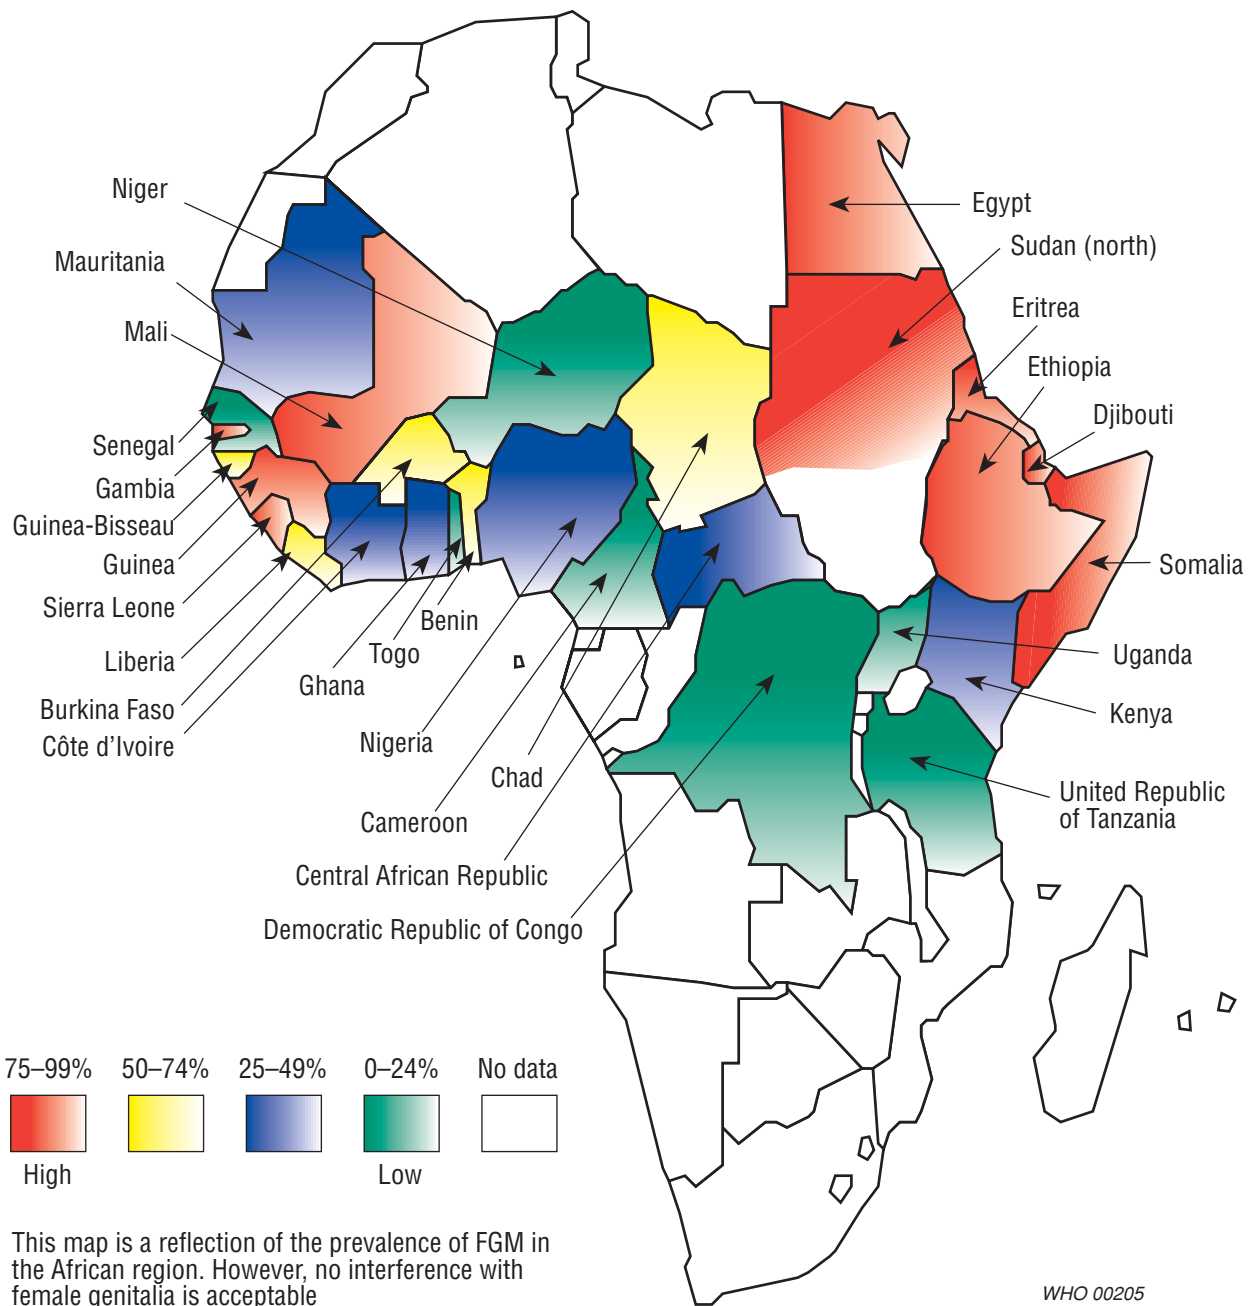 Niger
Mauritania
Mali
Senegal
Gambia
Guinea-Bisseau
Guinea
Sierra Leone
Liberia
Burkina Faso
Côte d’Ivoire
Ghana
Togo
Benin
Nigeria
Cameroon
Chad
Central African Republic
Democratic Republic of Congo
Egypt
Sudan (north)
Eritrea
Ethiopia
Djibouti
Somalia
Uganda
Kenya
United Republic
of Tanzania
75–99% 50–74% 25–49% 0–24% No data
High Low
This map is a reflection of the prevalence of FGM in
the African region. However, no interference with
female genitalia is acceptable
WHO 00205